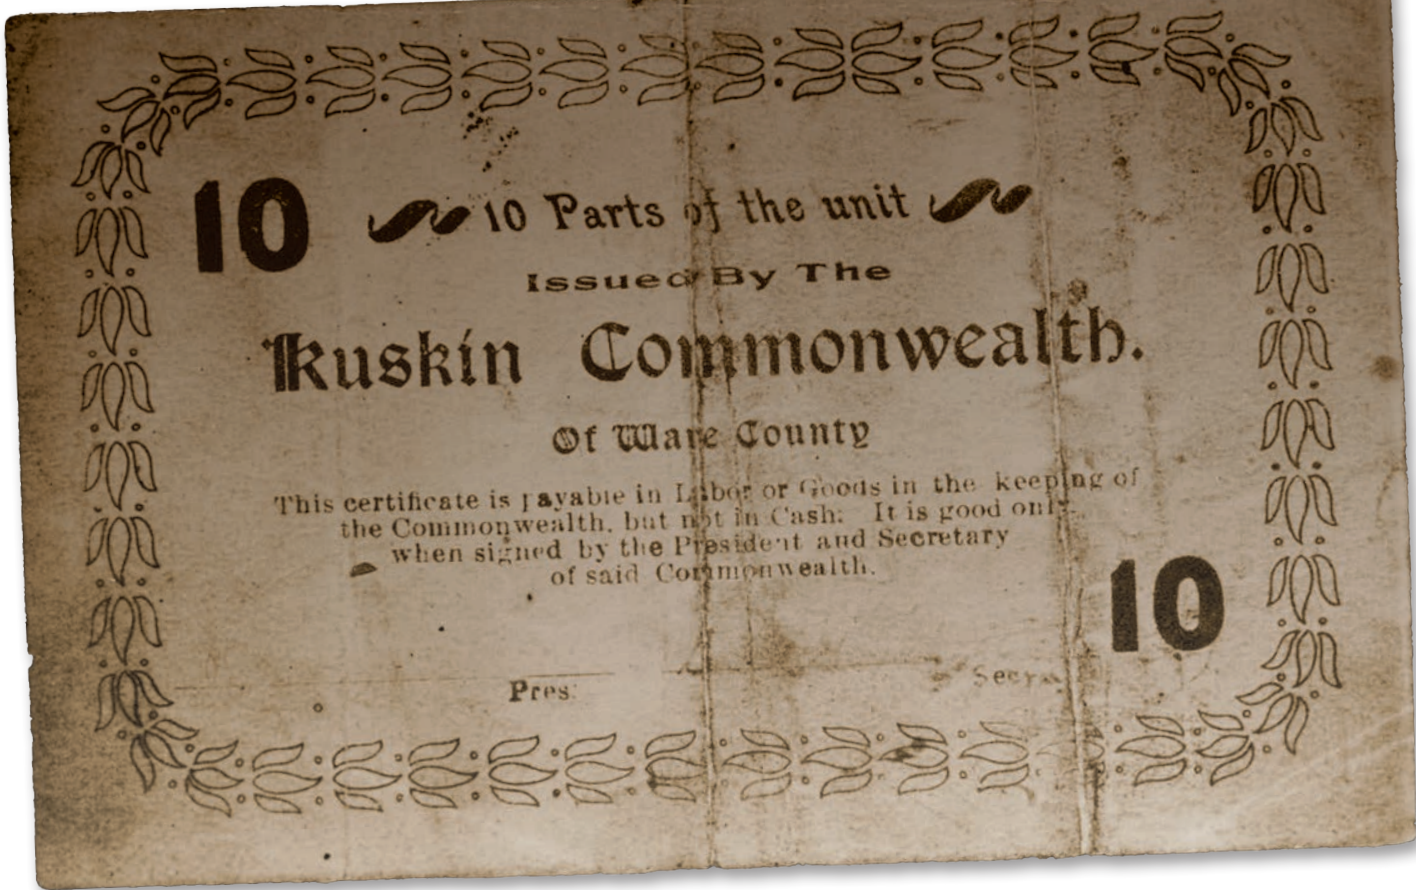 10 10 Parts of the unit
Issued By The
Ruskin Commonwealth.
Of Ware County
This certificate is payable in Labor or Goods in the keeping of
the Commonwealth, but not in Cash. It is good only
when signed by the President and Secretary
of said Commonwealth.
10
Pres. Secy.